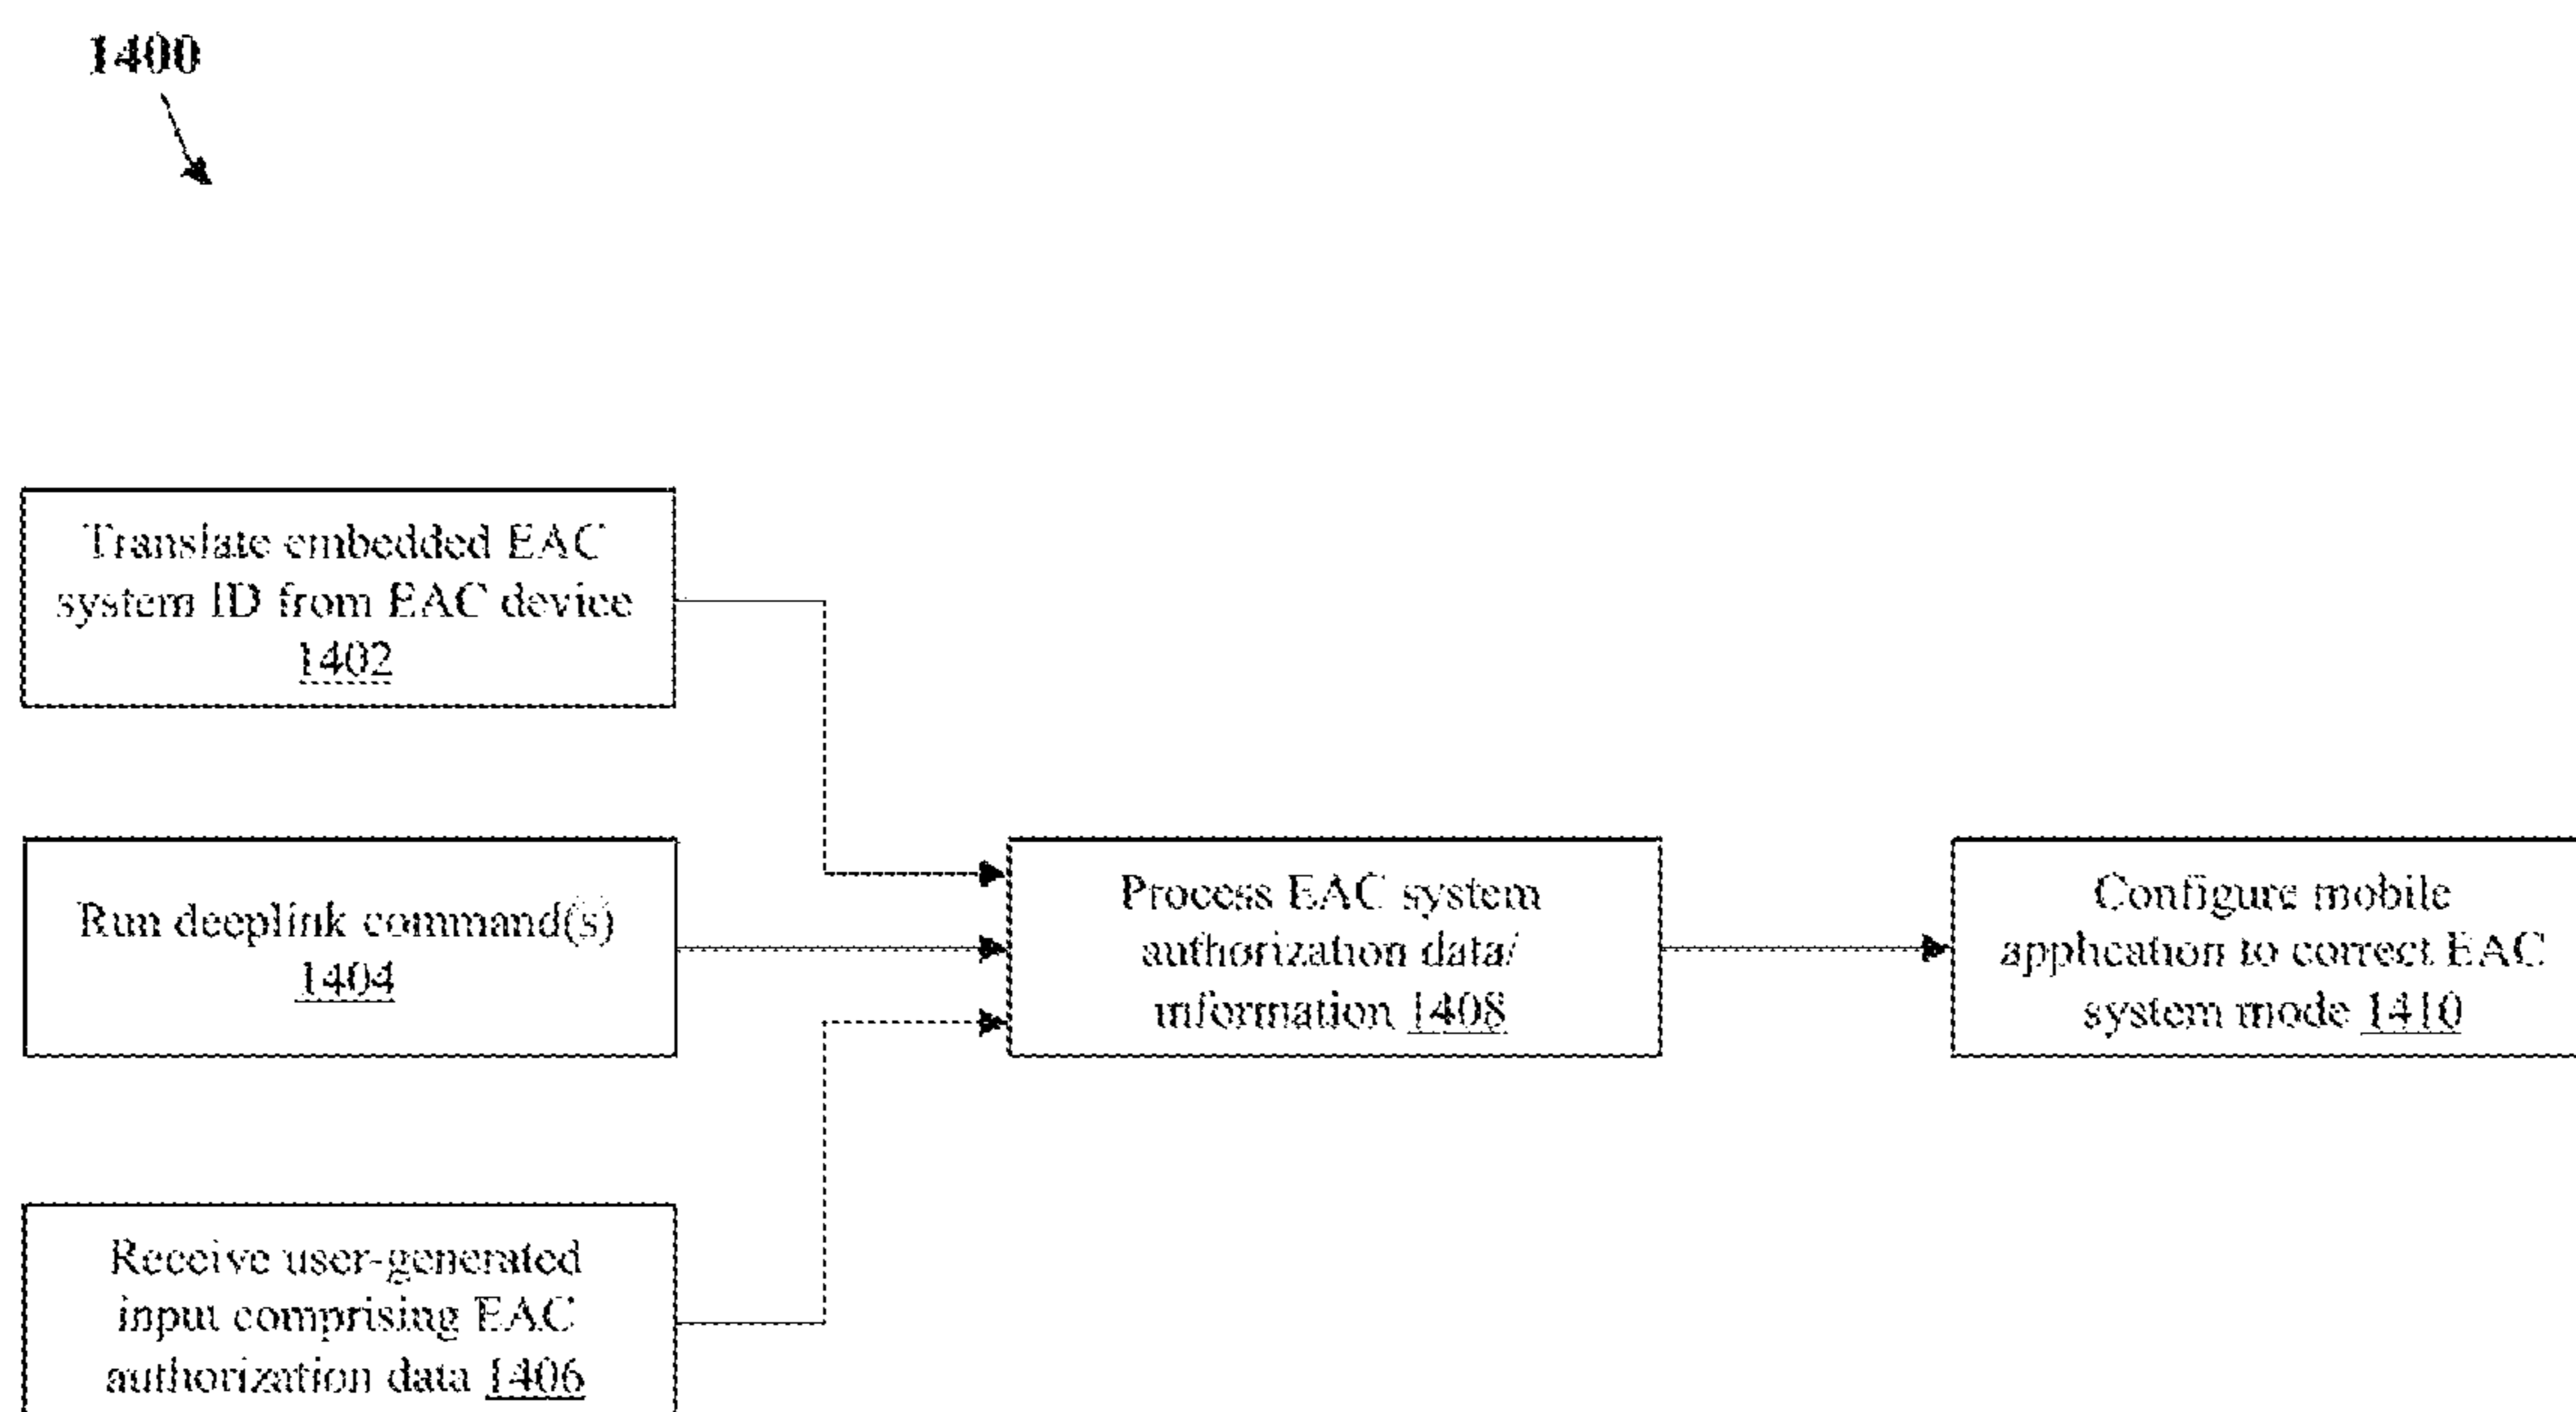 1400
Translate embedded EAC
system ID from EAC device
1402
Run deeplink command(s)
1404
Receive user-generated
input comprising EAC
authorization data 1406
Process EAC system
authorization data/
information 1408
Configure mobile
application to correct EAC
system mode 1410